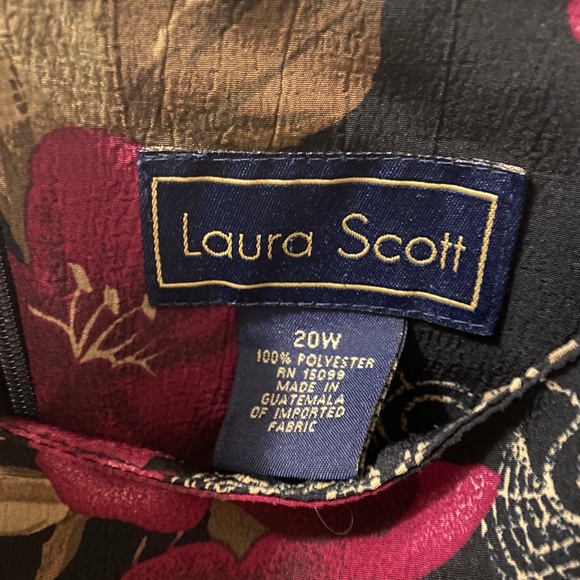 Laura Scott
20W
100% POLYESTER
RN 15099
MADE IN
GUATEMALA
OF IMPORTED
FABRIC